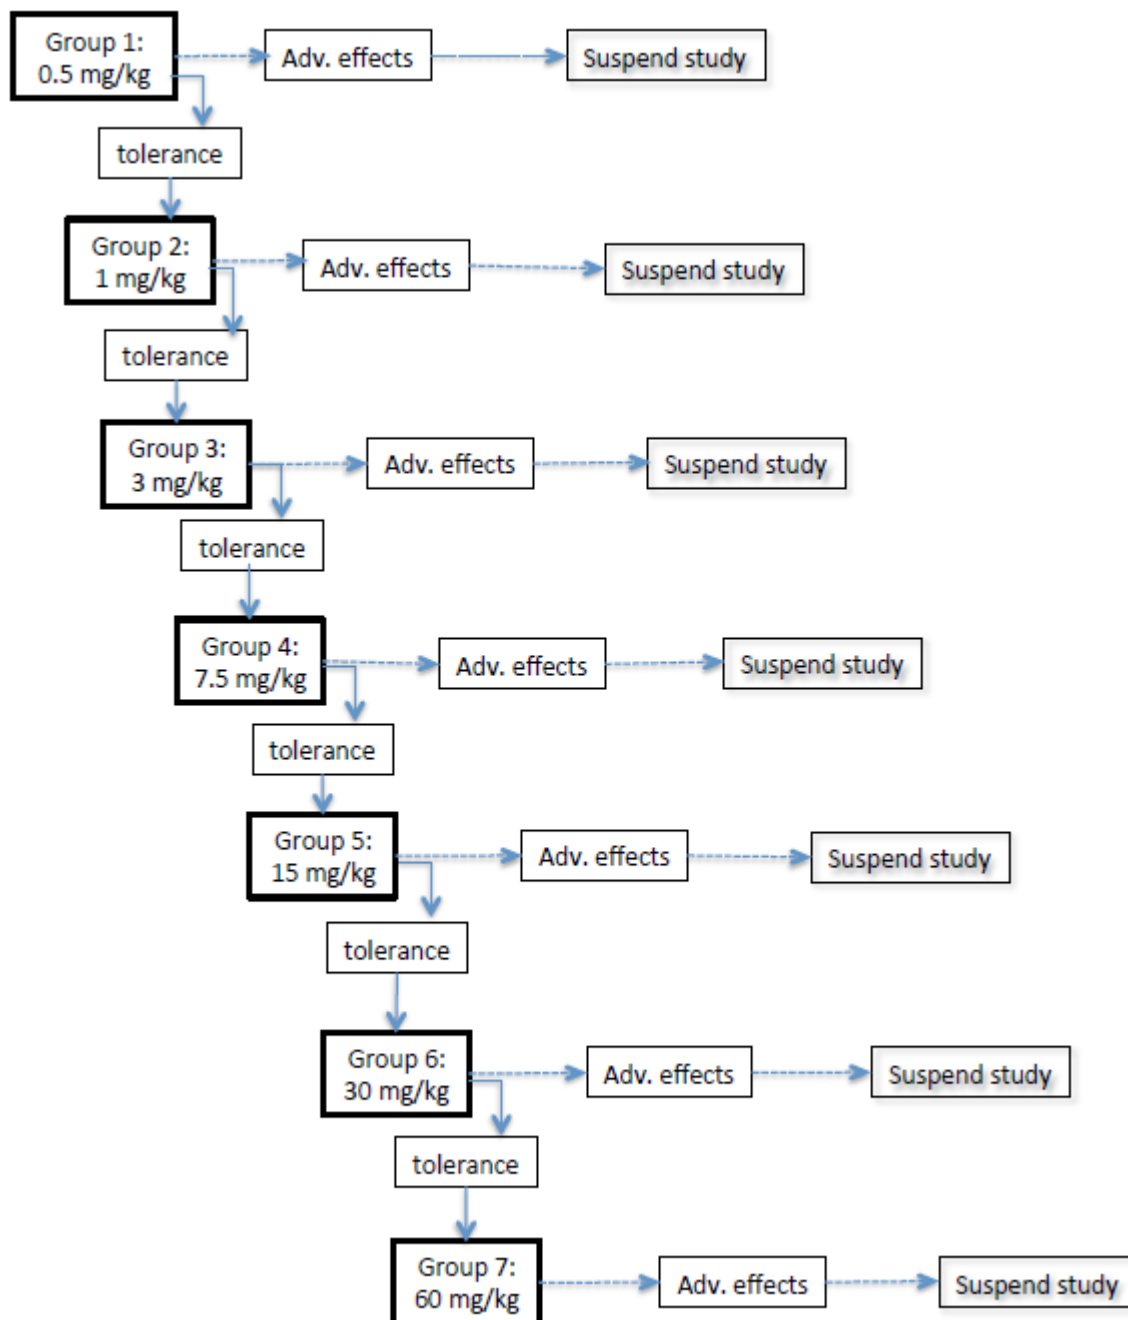 Group 1:
0.5 mg/kg
Adv. effects
Suspend study
tolerance
Group 2:
1 mg/kg
Adv. effects
Suspend study
tolerance
Group 3:
3 mg/kg
Adv. effects
Suspend study
tolerance
Group 4:
7.5 mg/kg
Adv. effects
Suspend study
tolerance
Group 5:
15 mg/kg
Adv. effects
Suspend study
tolerance
Group 6:
30 mg/kg
Adv. effects
Suspend study
tolerance
Group 7:
60 mg/kg
Adv. effects
Suspend study